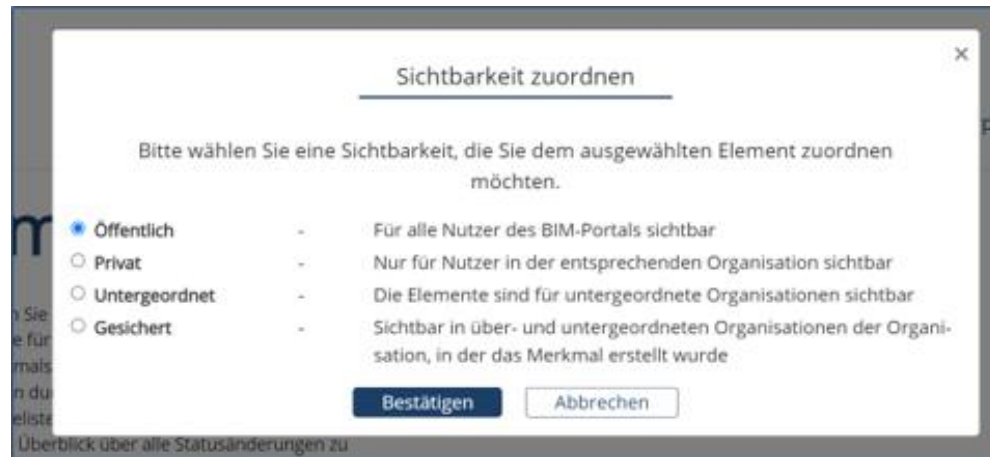 ×
Sichtbarkeit zuordnen
Bitte wählen Sie eine Sichtbarkeit, die Sie dem ausgewählten Element zuordnen
möchten.
Öffentlich - Für alle Nutzer des BIM-Portals sichtbar
Privat - Nur für Nutzer in der entsprechenden Organisation sichtbar
Untergeordnet - Die Elemente sind für untergeordnete Organisationen sichtbar
Gesichert - Sichtbar in über- und untergeordneten Organisationen der Organi-
sation, in der das Merkmal erstellt wurde
Bestätigen Abbrechen
Sie
für
Überblick über alle Statusänderungen zu